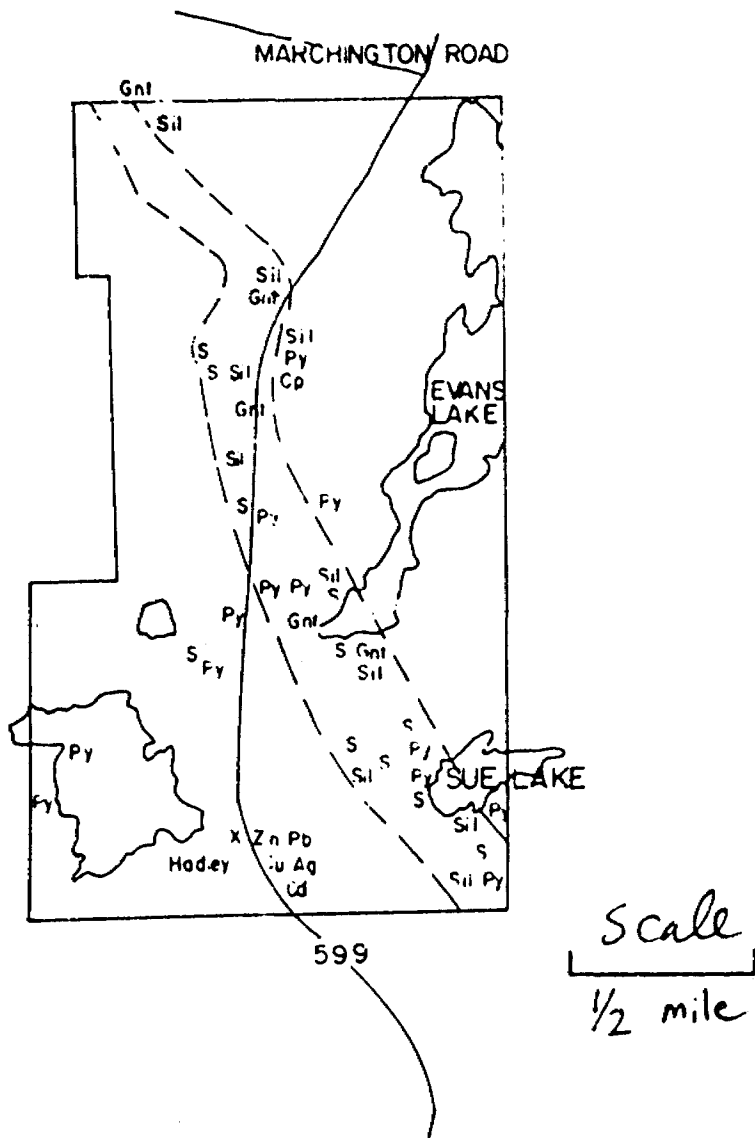 MARCHINGTON ROAD
Gnt
Sil
Sil
Gnt
Sil
Py
Cp
S
S Sil
Gnt
EVANS
LAKE
Sil
S Py
Py
Py Py Sil
S
Py
Gnt
S Gnt
Sil
S
Py
S
S
S
Py
Py
Sil
Py
SUE LAKE
S
Py
Sil Py
X Zn Pb
Hadley
Cu Ag
Cd
S
Sil Py
599
Scale
1/2 mile